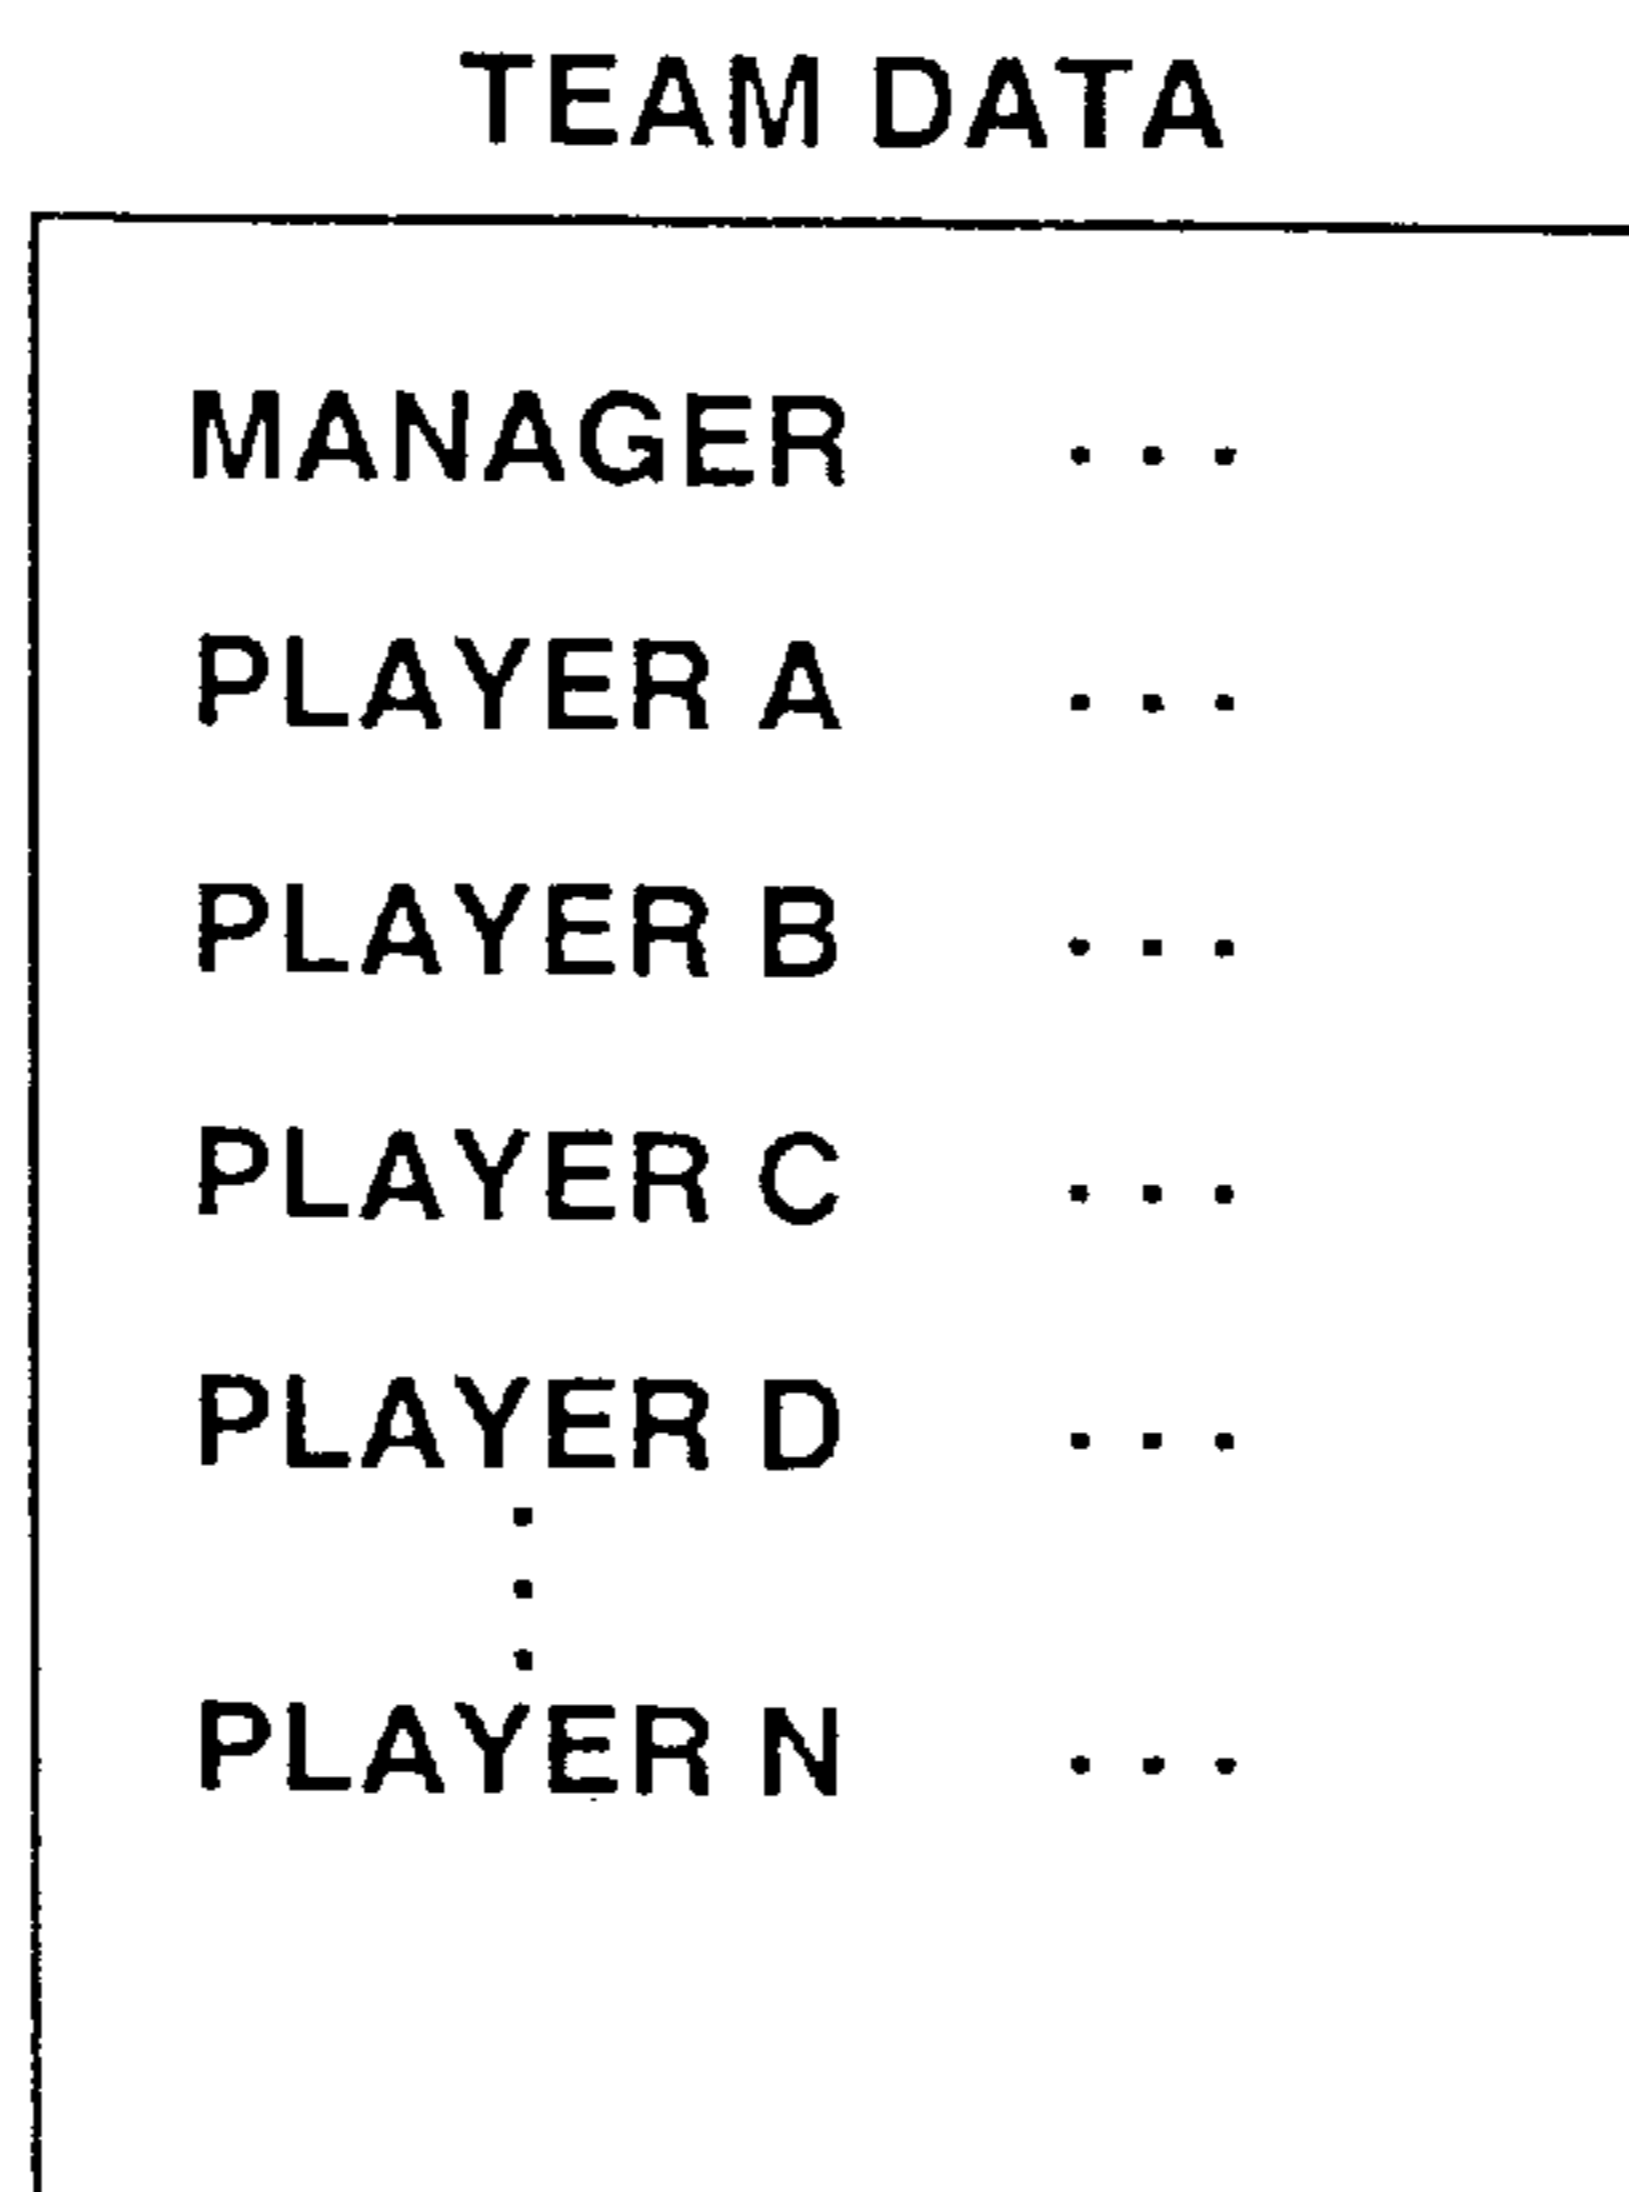 TEAM DATA
MANAGER . . .
PLAYER A . . .
PLAYER B . . .
PLAYER C . . .
PLAYER D . . .
.
.
.
PLAYER N . . .